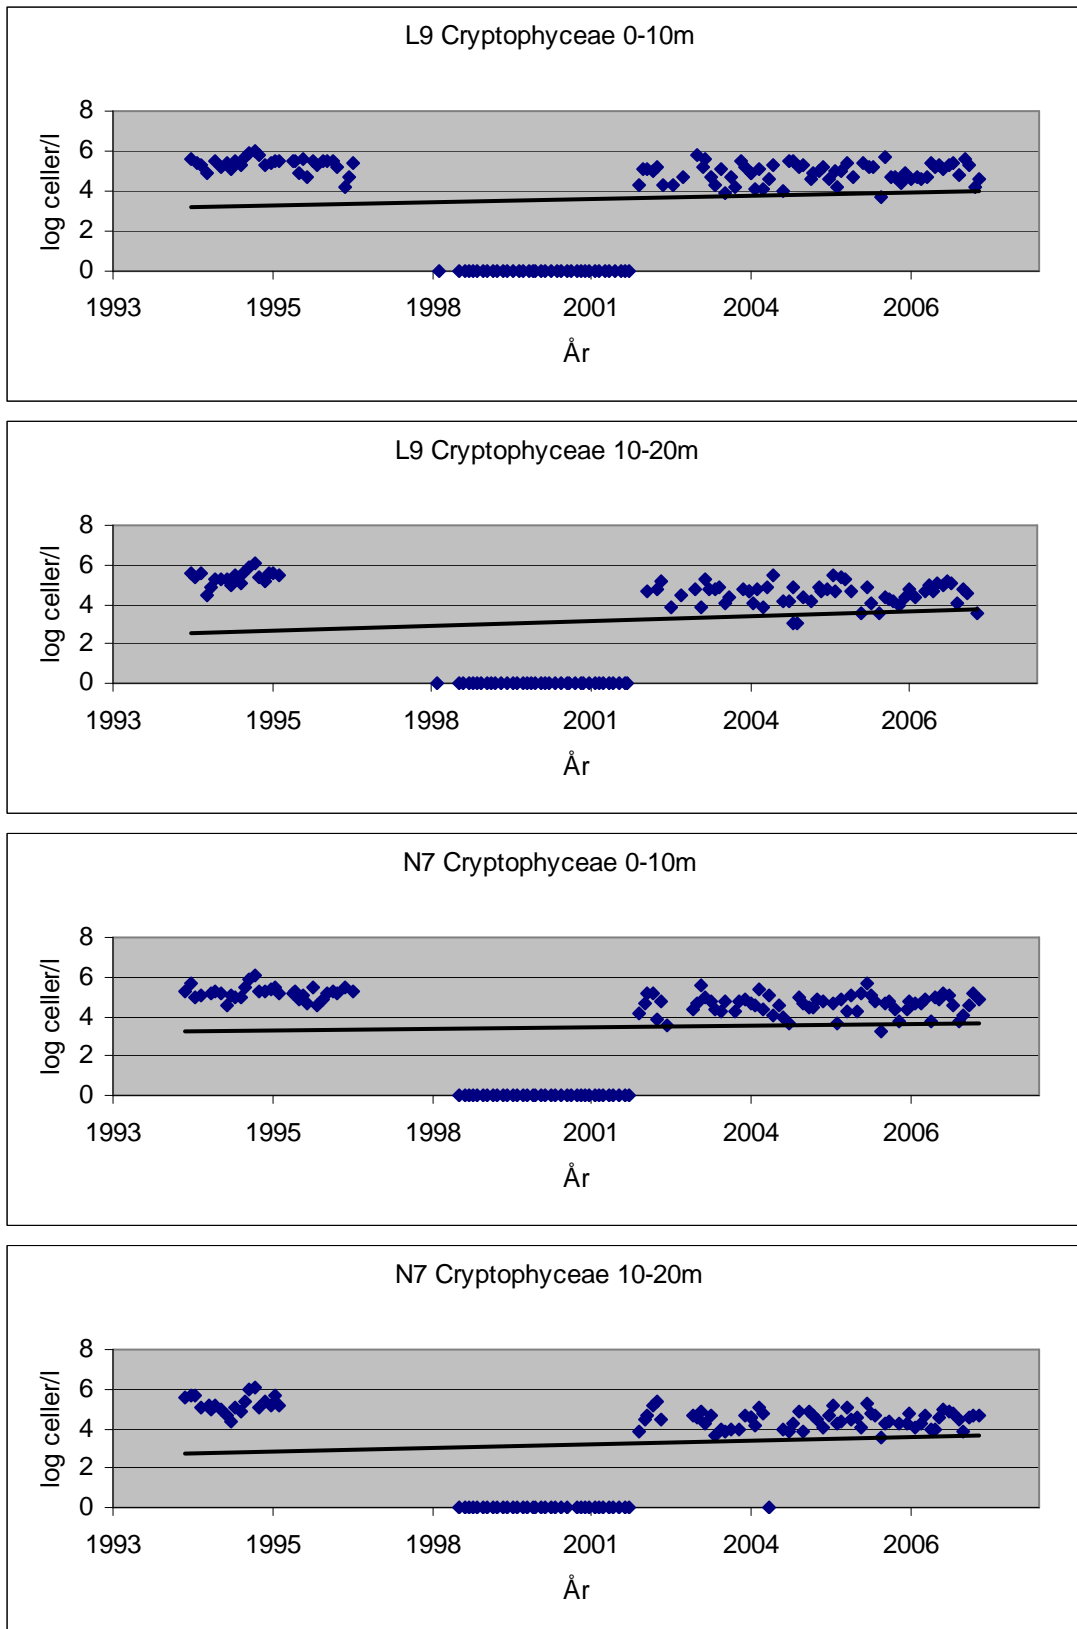 L9 Cryptophyceae 0-10m
8
6
4
2
0
log celler/l
1993 1995 1998 2001 2004 2006
År
L9 Cryptophyceae 10-20m
8
6
4
2
0
log celler/l
1993 1995 1998 2001 2004 2006
År
N7 Cryptophyceae 0-10m
8
6
4
2
0
log celler/l
1993 1995 1998 2001 2004 2006
År
N7 Cryptophyceae 10-20m
8
6
4
2
0
log celler/l
1993 1995 1998 2001 2004 2006
År